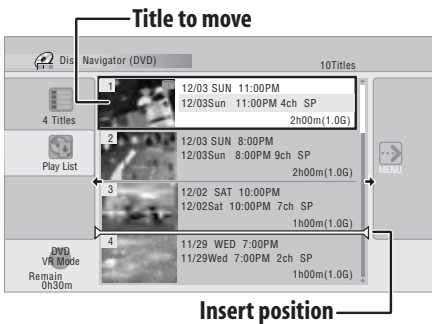 Title to move
Disc Navigator (DVD)
10Titles
4 Titles
Play List
DVD
VR Mode
Remain
0h30m
1
12/03 SUN 11:00PM
12/03Sun 11:00PM 4ch SP
2h00m(1.0G)
2
12/03 SUN 8:00PM
12/03Sun 8:00PM 9ch SP
2h00m(1.0G)
3
12/02 SAT 10:00PM
12/02Sat 10:00PM 7ch SP
1h00m(1.0G)
4
11/29 WED 7:00PM
11/29Wed 7:00PM 2ch SP
1h00m(1.0G)
MENU
Insert position